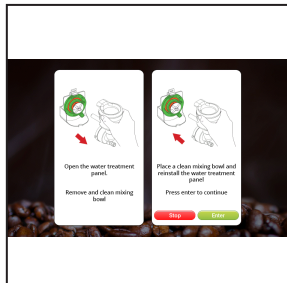 Open the water treatment
panel.
Remove and clean mixing
bowl
Place a clean mixing bowl and
reinstall the water treatment
panel
Press enter to continue
Stop
Enter